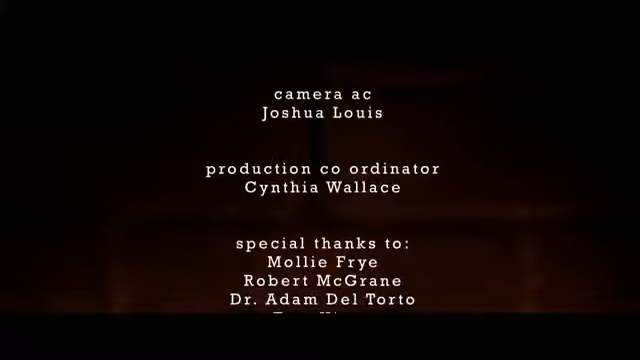 camera ac
Joshua Louis
production co ordinator
Cynthia Wallace
special thanks to:
Mollie Frye
Robert McGrane
Dr. Adam Del Torto